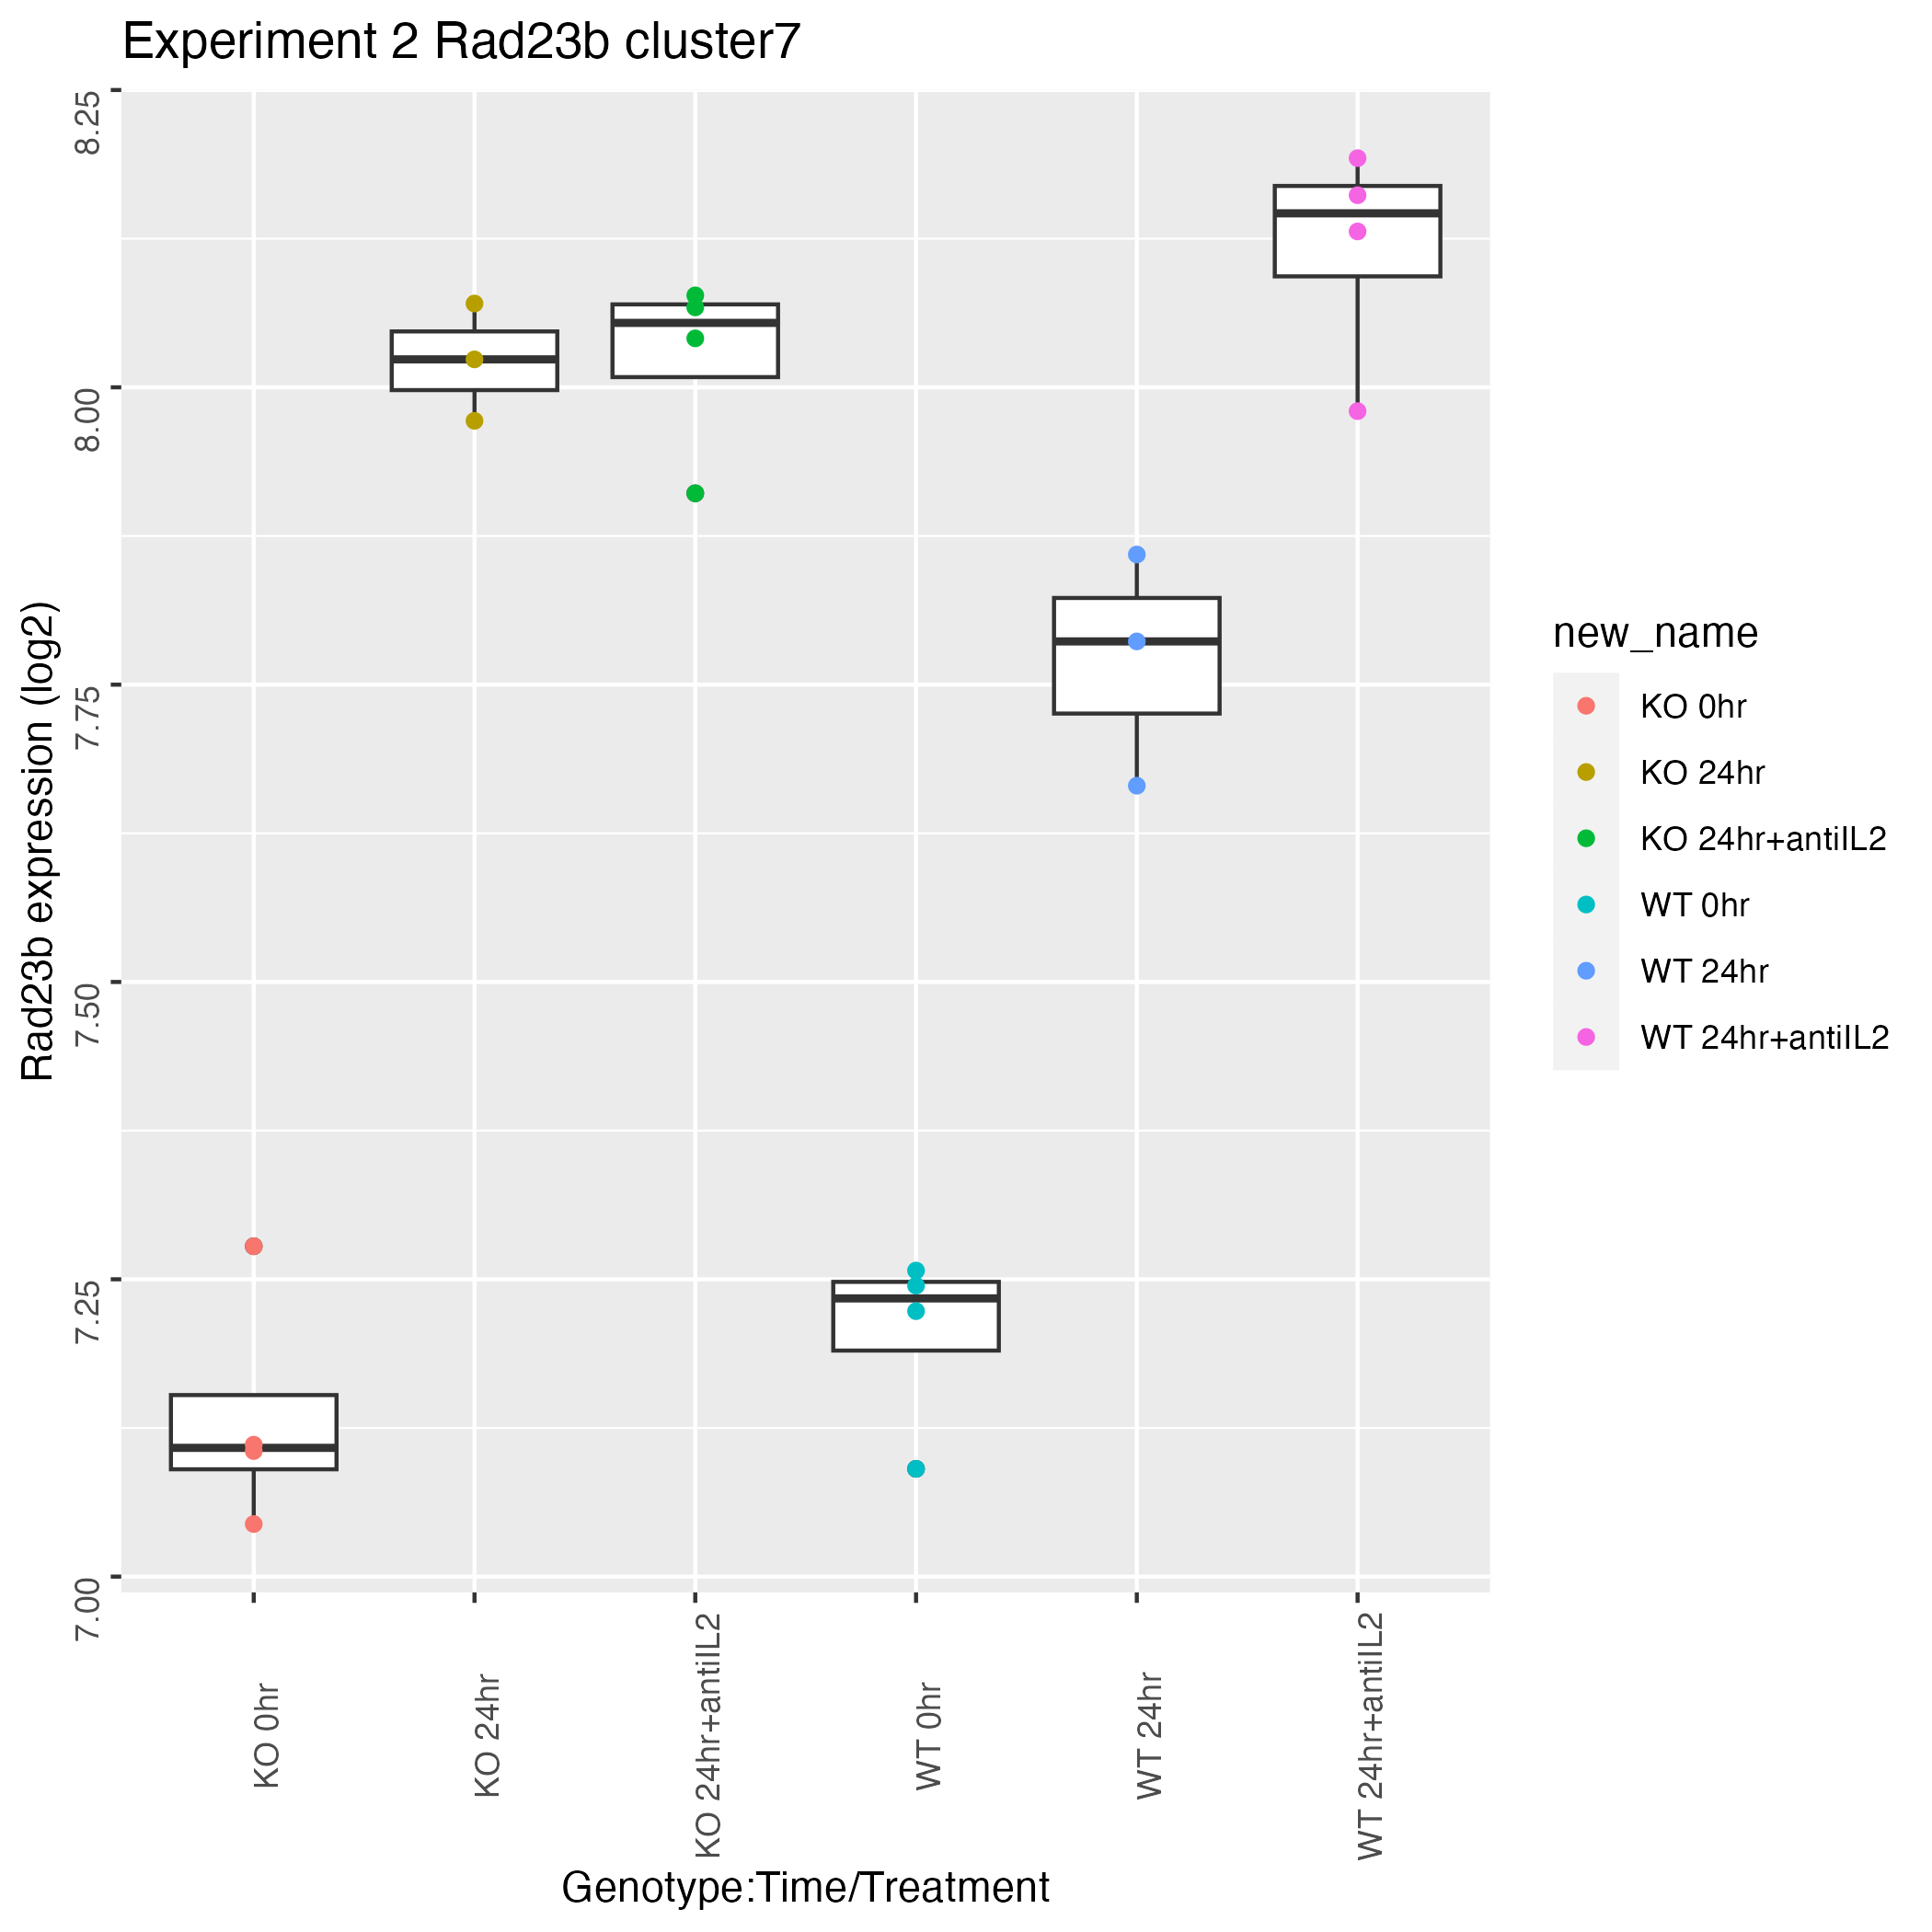 Experiment 2 Rad23b cluster7
Rad23b expression (log2)
8.25
8.00
7.75
7.50
7.25
7.00
KO 0hr
KO 24hr
KO 24hr+antiIL2
WT 0hr
WT 24hr
WT 24hr+antiIL2
Genotype:Time/Treatment
new_name
KO 0hr
KO 24hr
KO 24hr+antiIL2
WT 0hr
WT 24hr
WT 24hr+antiIL2